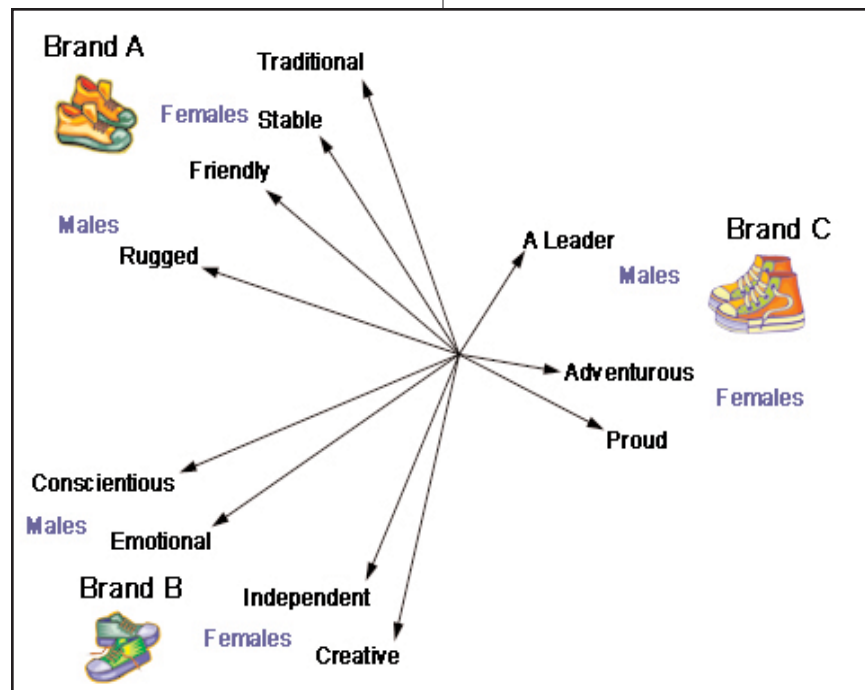 Brand A
Traditional
Females
Stable
Friendly
Males
Rugged
A Leader
Brand C
Males
Adventurous
Females
Proud
Conscientious
Males
Emotional
Brand B
Independent
Females
Creative